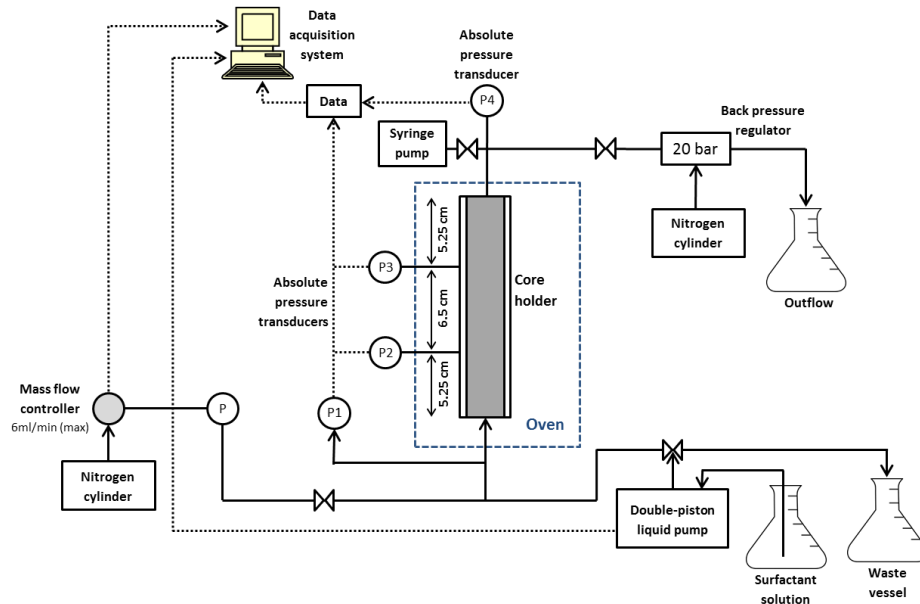 Data
acquisition
system
Absolute
pressure
transducer
Data
P4
Back pressure
regulator
Syringe
pump
20 bar
Nitrogen
cylinder
Outflow
5.25 cm
6.5 cm
5.25 cm
Core
holder
P3
P2
Absolute
pressure
transducers
Oven
Mass flow
controller
6ml/min (max)
P
P1
Nitrogen
cylinder
Double-piston
liquid pump
Surfactant
solution
Waste
vessel